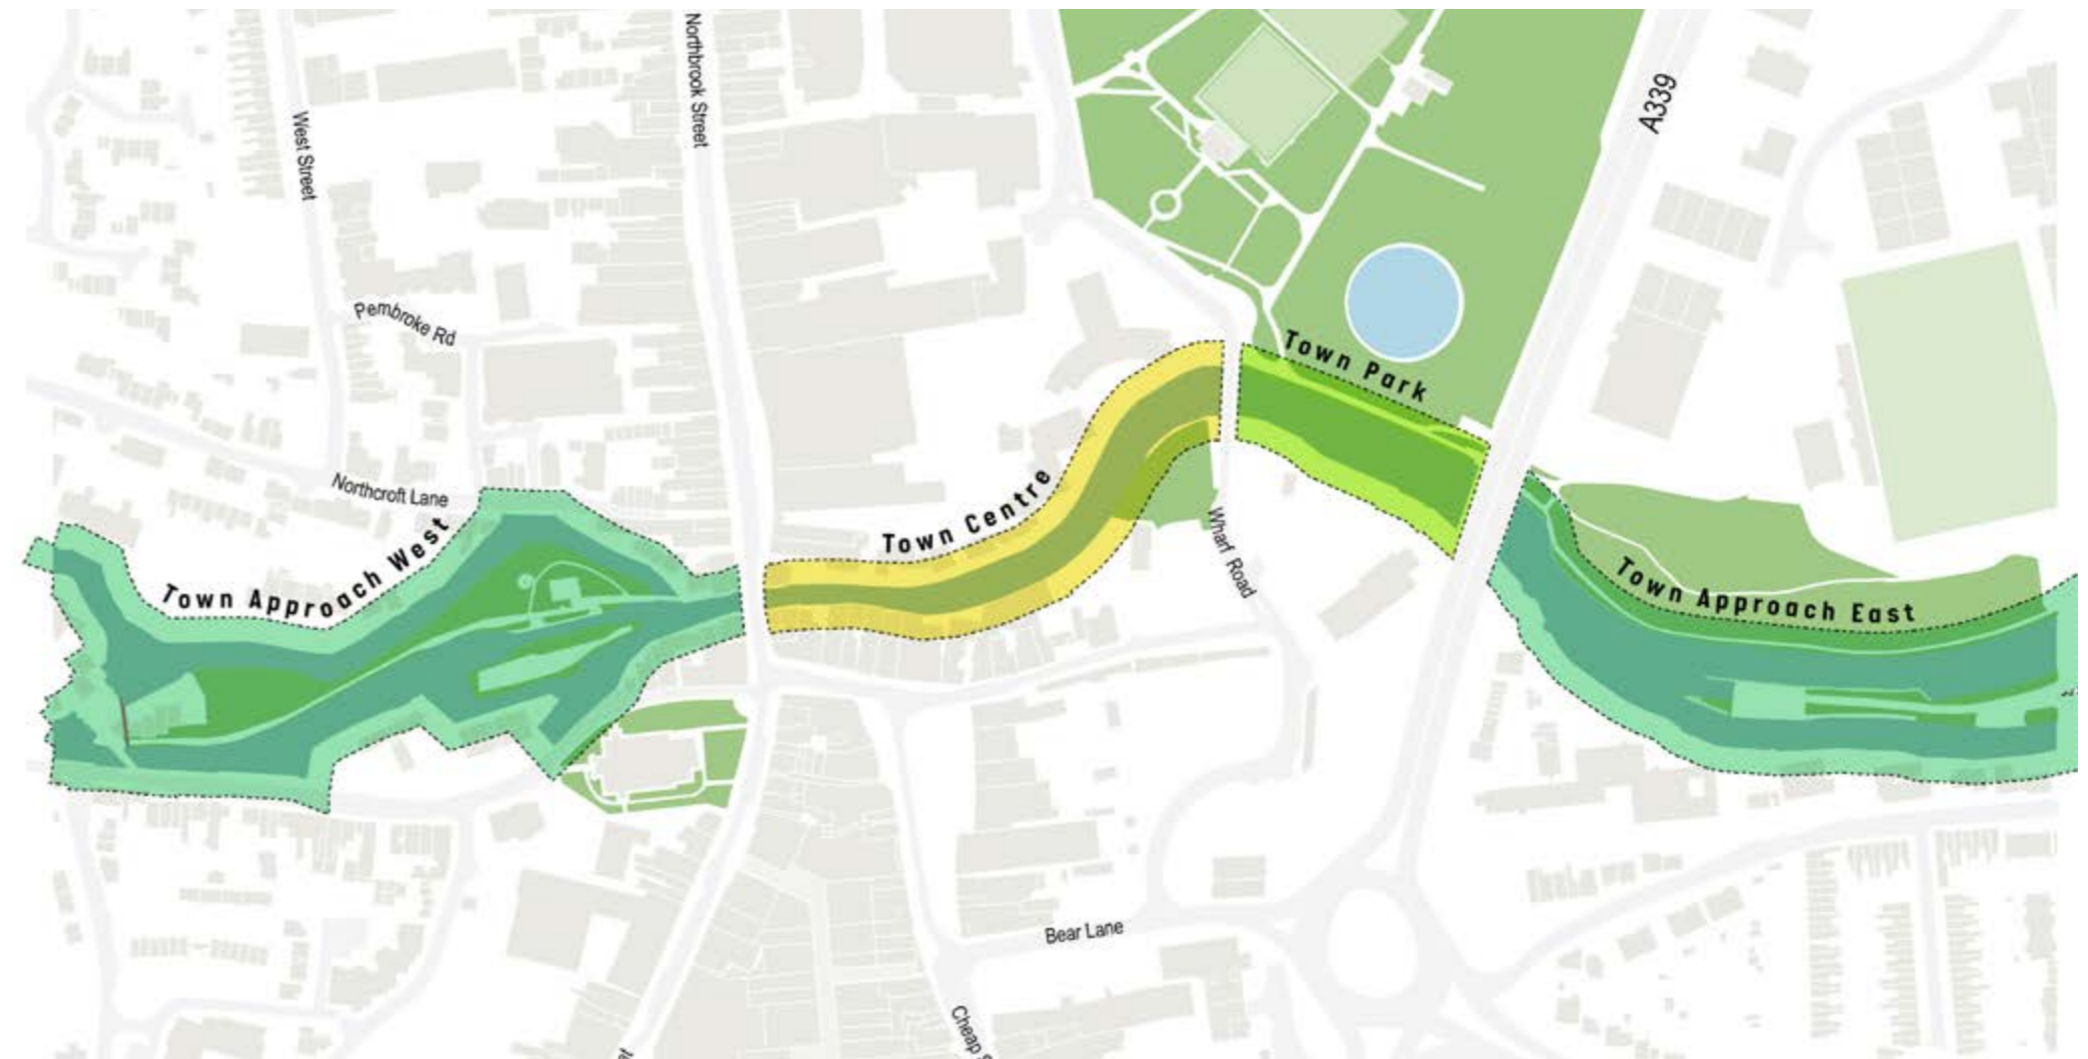 Northbrook Street
A339
West Street
Pembroke Rd
Town Park
Northcroft Lane
Town Centre
Town Approach West
Wharf Road
Town Approach East
Bear Lane
Cheap